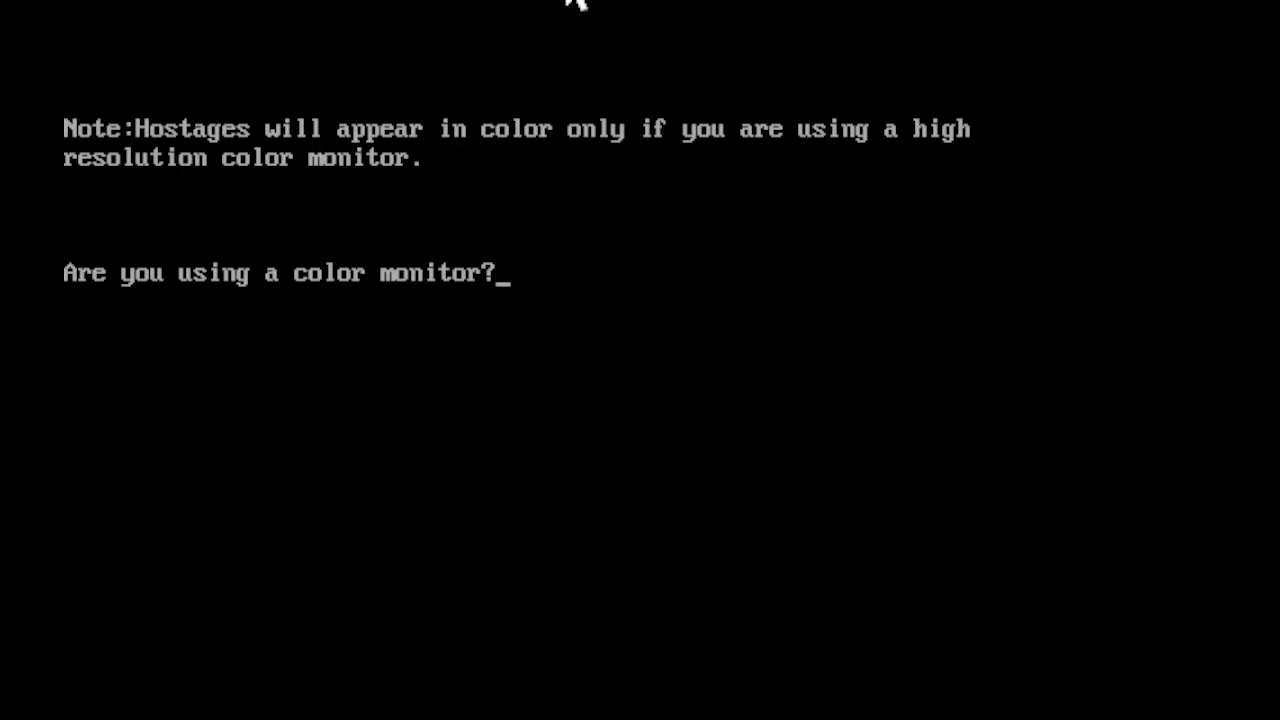 Note:Hostages will appear in color only if you are using a high
resolution color monitor.
Are you using a color monitor?_